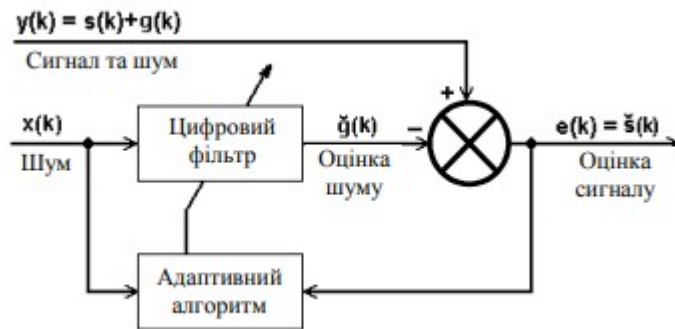 y(k) = s(k)+g(k)
Сигнал та шум
+
x(k)
Шум
Цифровий
фільтр
ğ(k)
Оцінка
шуму
−
e(k) = š(k)
Оцінка
сигналу
Адаптивний
алгоритм